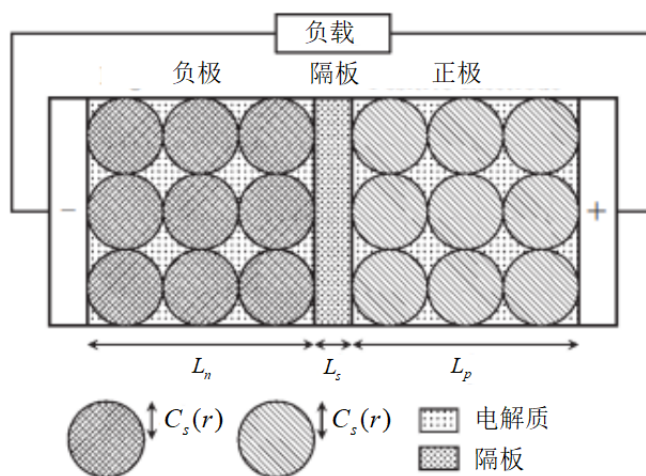 负载
负极 隔板 正极
− +
L_n L_s L_p
C_s(r) C_s(r) 电解质
隔板